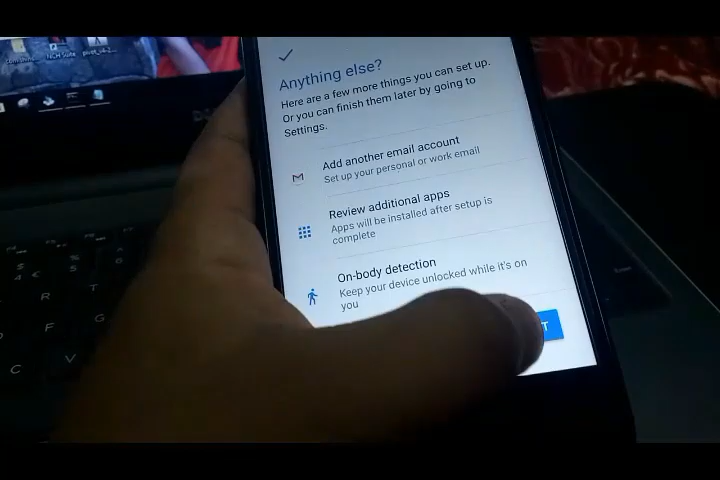 Anything else?
Here are a few more things you can set up.
Or you can finish them later by going to
Settings.
Add another email account
Set up your personal or work email
Review additional apps
Apps will be installed after setup is
complete
On-body detection
Keep your device unlocked while it's on
you
T
$
4
€
%
5
R
T
F
G
C
V